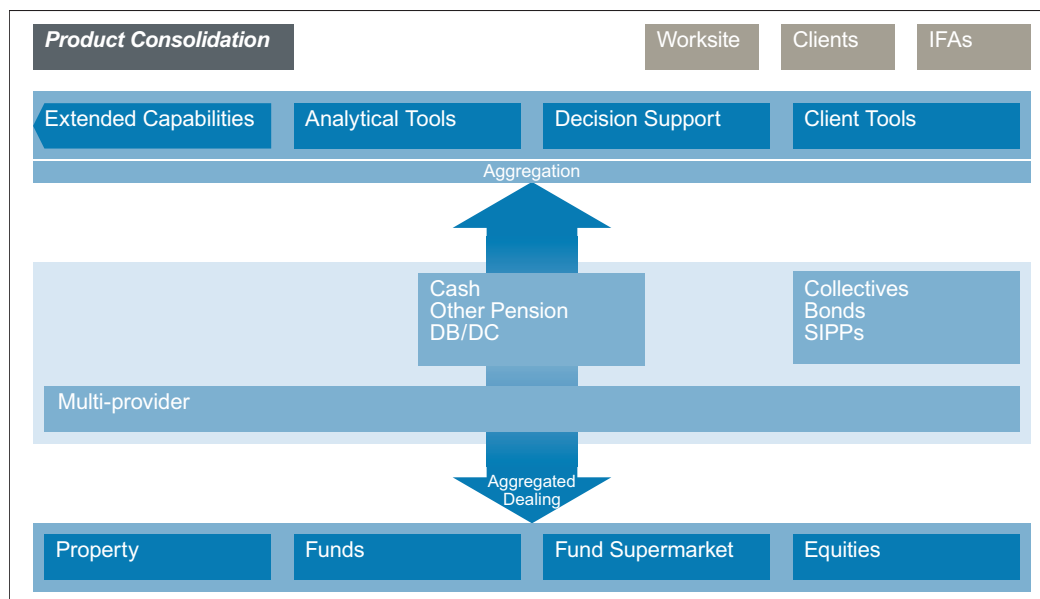 Product Consolidation
Worksite
Clients
IFAs
Extended Capabilities
Analytical Tools
Decision Support
Client Tools
Aggregation
Cash
Other Pension
DB/DC
Collectives
Bonds
SIPPs
Multi-provider
Aggregated
Dealing
Property
Funds
Fund Supermarket
Equities